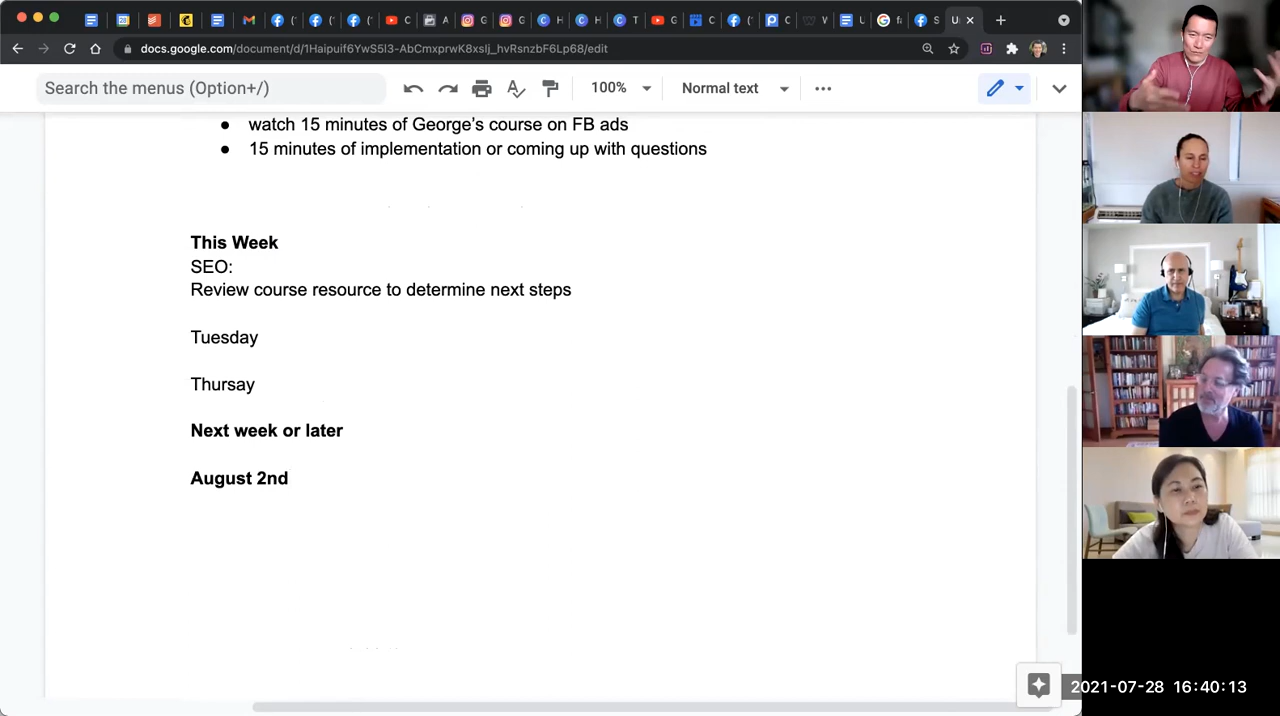 docs.google.com/document/d/1Haipuif6YwS5l3-AbCmxprwK8xslj_hvRsnzbF6Lp68/edit
Search the menus (Option+/)
100%
Normal text
watch 15 minutes of George's course on FB ads
15 minutes of implementation or coming up with questions
This Week
SEO:
Review course resource to determine next steps
Tuesday
Thursay
Next week or later
August 2nd
2021-07-28 16:40:13